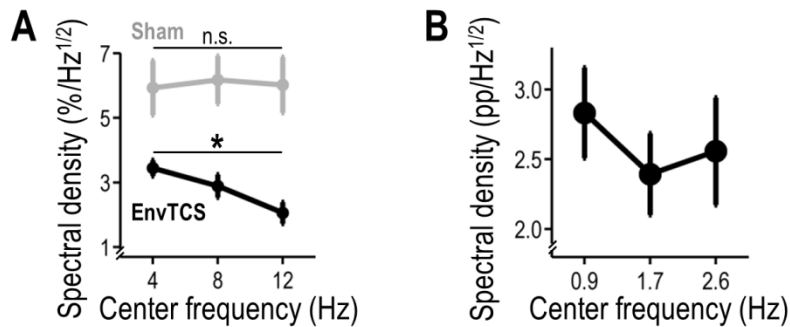 A
Sham
n.s.
Spectral density (%/Hz1/2)
7
5
3
1
*
EnvTCS
4 8 12
Center frequency (Hz)
B
Spectral density (pp/Hz1/2)
3.0
2.5
2.0
0.9 1.7 2.6
Center frequency (Hz)